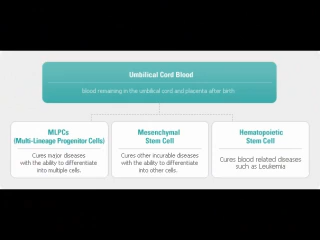 Umbilical Cord Blood
blood remaining in the umbilical cord and placenta after birth
MLPCs
(Multi-Lineage Progenitor Cells)
Cures major diseases
with the ability to differentiate
into multiple cells.
Mesenchymal
Stem Cell
Cures other incurable diseases
with the ability to differentiate
into other cells.
Hematopoietic
Stem Cell
Cures blood related diseases
such as Leukemia